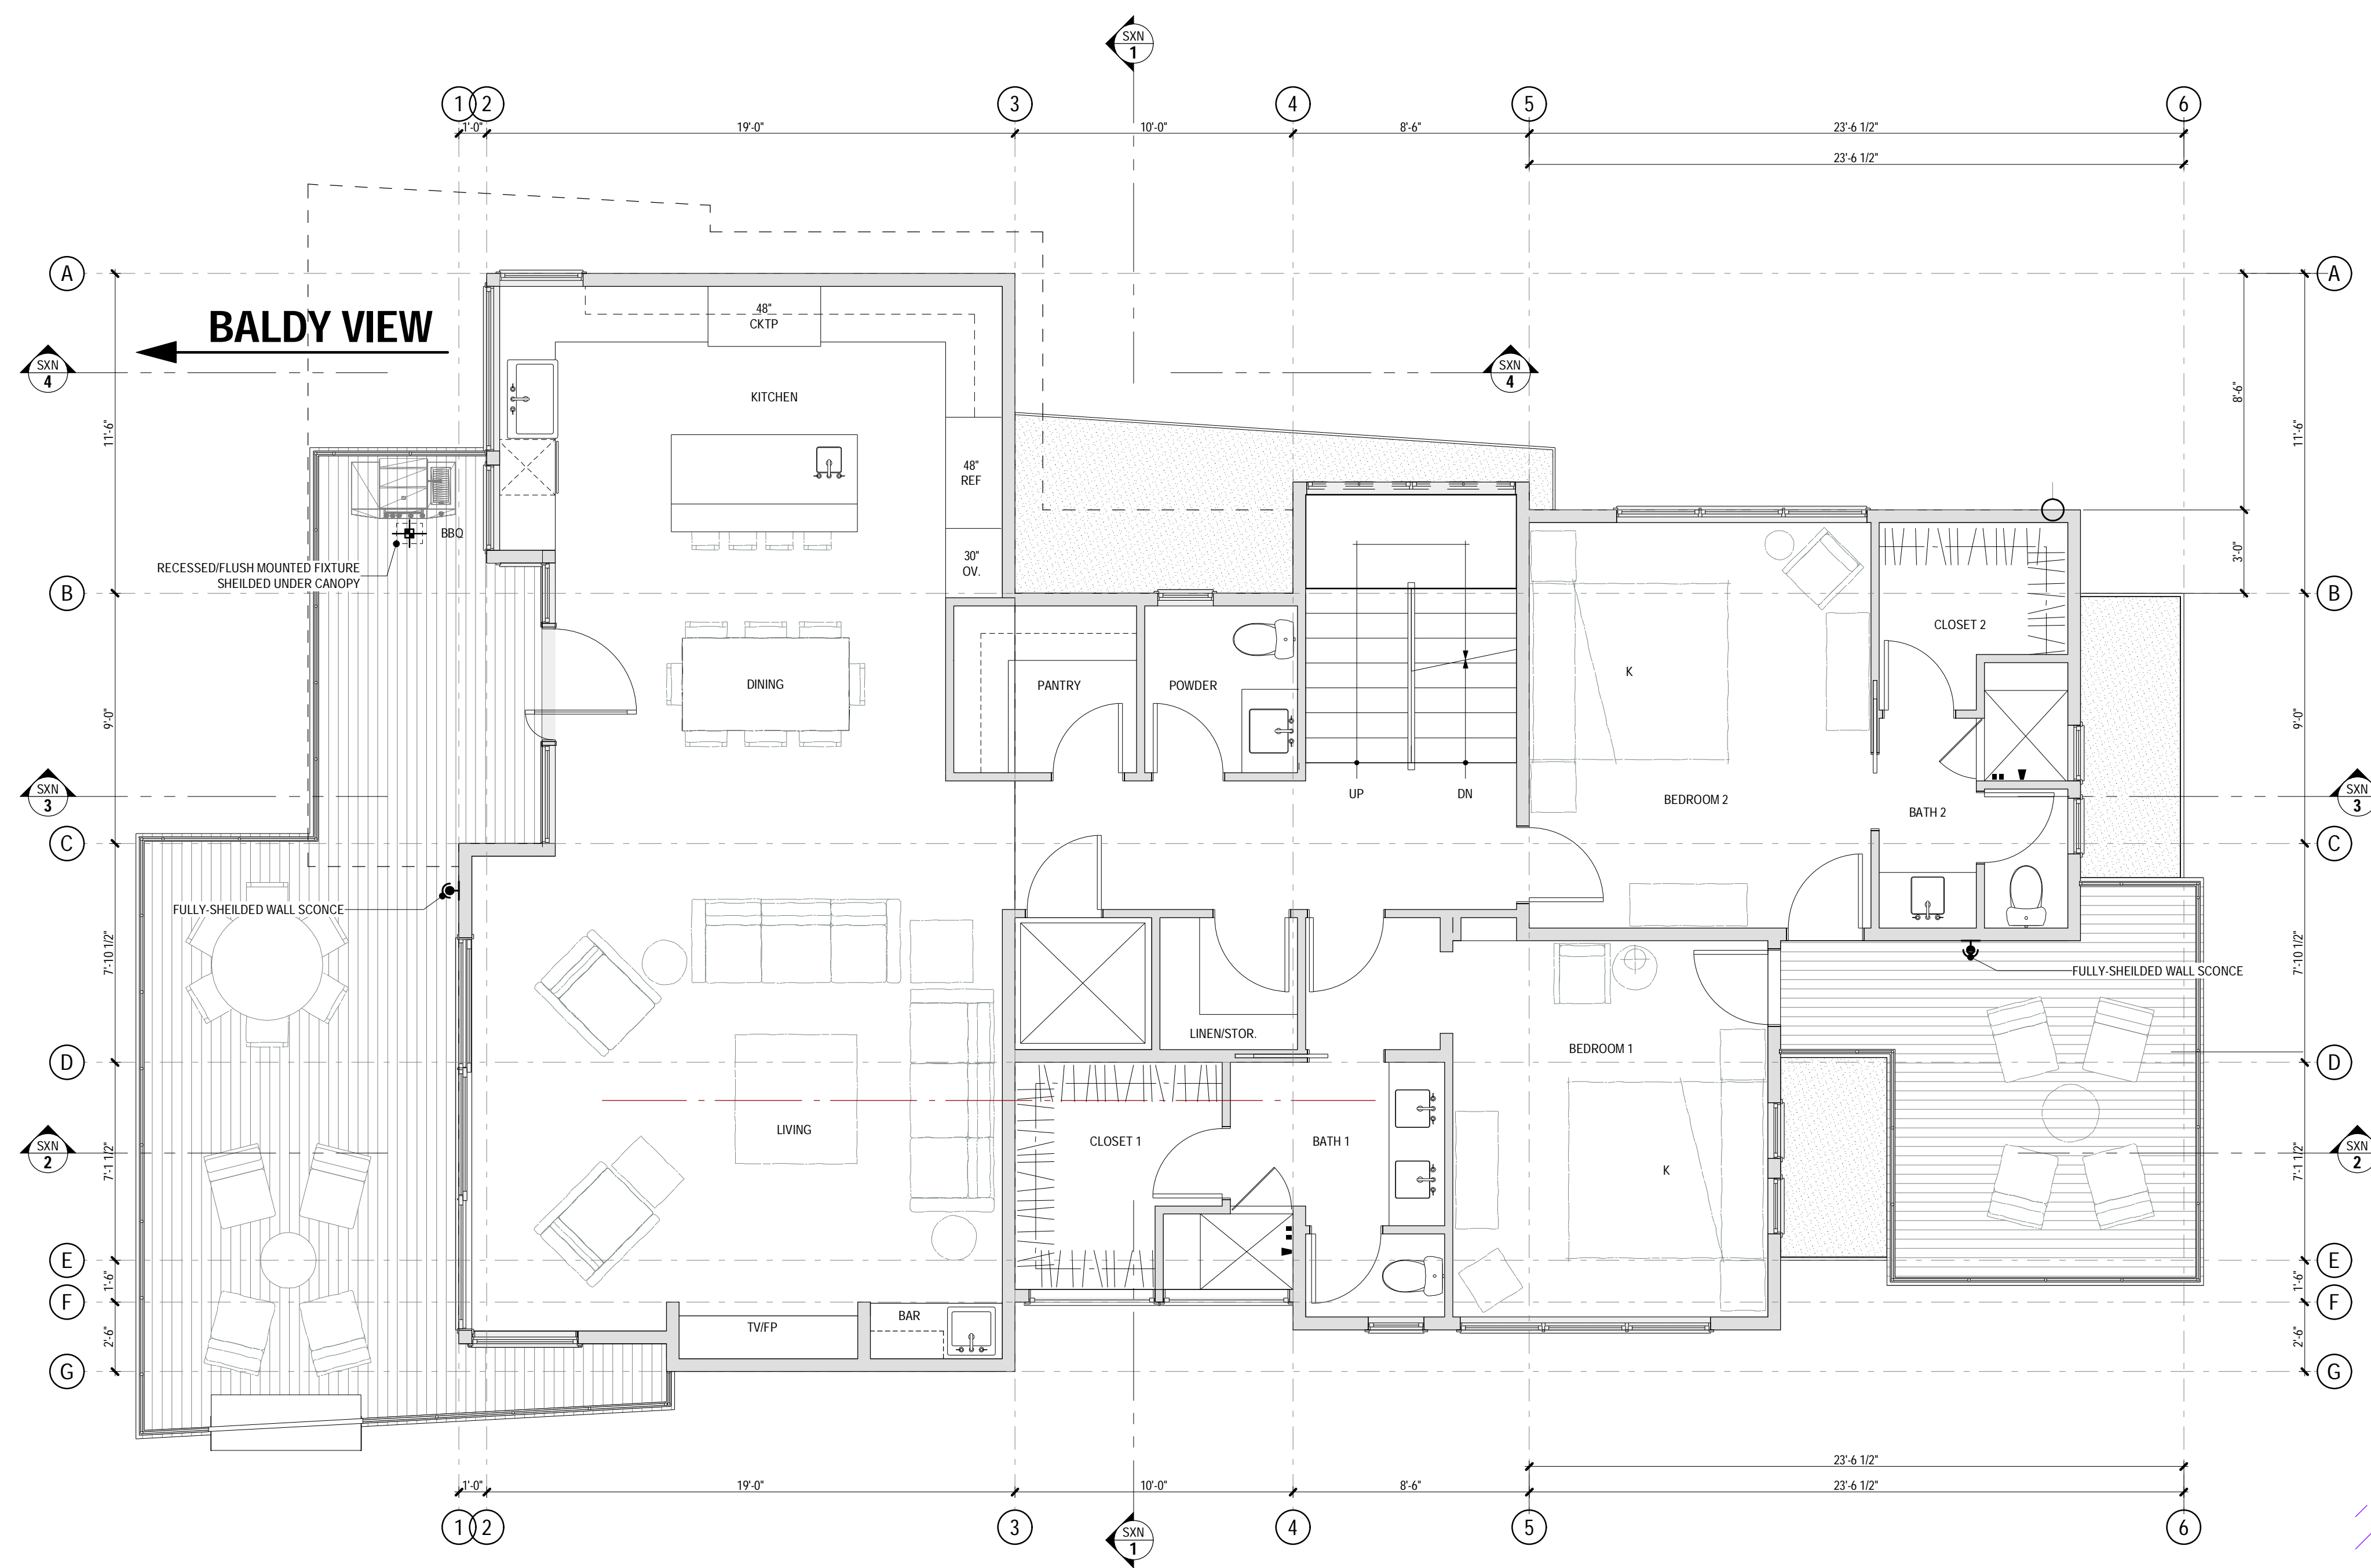 SXN
1
1
2
3
4
5
6
1'-0"
19'-0"
10'-0"
8'-6"
23'-6 1/2"
23'-6 1/2"
A
A
BALDY VIEW
48"
CKTP
SXN
4
SXN
4
8'-6"
KITCHEN
11'-6"
11'-6"
48"
REF
BBQ
30"
OV.
3'-0"
RECESSED/FLUSH MOUNTED FIXTURE
SHEILDED UNDER CANOPY
B
B
CLOSET 2
K
DINING
PANTRY
POWDER
9'-0"
9'-0"
SXN
3
UP
DN
BEDROOM 2
BATH 2
SXN
3
C
C
FULLY-SHEILDED WALL SCONCE
7'-10 1/2"
7'-10 1/2"
FULLY-SHEILDED WALL SCONCE
LINEN/STOR.
BEDROOM 1
D
D
LIVING
CLOSET 1
BATH 1
SXN
2
7'-1 1/2"
K
7'-1 1/2"
SXN
2
E
E
1'-6"
1'-6"
F
F
BAR
TV/FP
2'-6"
2'-6"
G
G
23'-6 1/2"
1'-0"
19'-0"
10'-0"
8'-6"
23'-6 1/2"
1
2
3
SXN
1
4
5
6